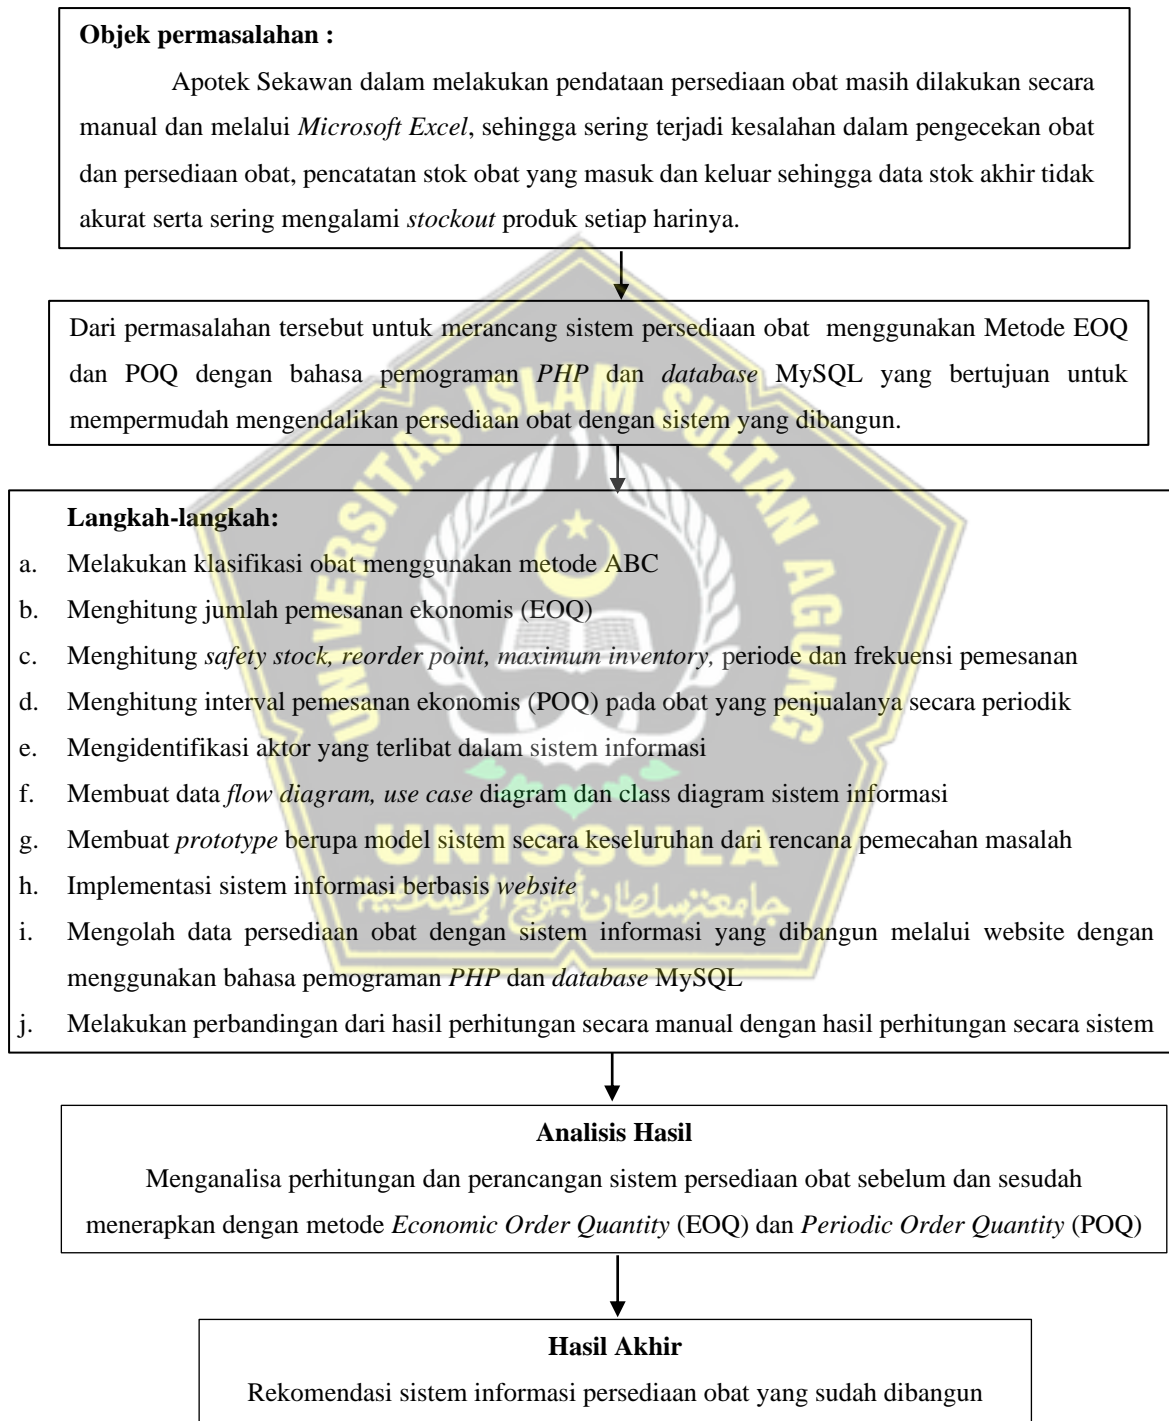 Objek permasalahan :
Apotek Sekawan dalam melakukan pendataan persediaan obat masih dilakukan secara
manual dan melalui Microsoft Excel, sehingga sering terjadi kesalahan dalam pengecekan obat
dan persediaan obat, pencatatan stok obat yang masuk dan keluar sehingga data stok akhir tidak
akurat serta sering mengalami stockout produk setiap harinya.
Dari permasalahan tersebut untuk merancang sistem persediaan obat menggunakan Metode EOQ
dan POQ dengan bahasa pemograman PHP dan database MySQL yang bertujuan untuk
mempermudah mengendalikan persediaan obat dengan sistem yang dibangun.
Langkah-langkah:
a. Melakukan klasifikasi obat menggunakan metode ABC
b. Menghitung jumlah pemesanan ekonomis (EOQ)
c. Menghitung safety stock, reorder point, maximum inventory, periode dan frekuensi pemesanan
d. Menghitung interval pemesanan ekonomis (POQ) pada obat yang penjualanya secara periodik
e. Mengidentifikasi aktor yang terlibat dalam sistem informasi
f. Membuat data flow diagram, use case diagram dan class diagram sistem informasi
g. Membuat prototype berupa model sistem secara keseluruhan dari rencana pemecahan masalah
h. Implementasi sistem informasi berbasis website
i. Mengolah data persediaan obat dengan sistem informasi yang dibangun melalui website dengan
menggunakan bahasa pemograman PHP dan database MySQL
j. Melakukan perbandingan dari hasil perhitungan secara manual dengan hasil perhitungan secara sistem
Analisis Hasil
Menganalisa perhitungan dan perancangan sistem persediaan obat sebelum dan sesudah
menerapkan dengan metode Economic Order Quantity (EOQ) dan Periodic Order Quantity (POQ)
Hasil Akhir
Rekomendasi sistem informasi persediaan obat yang sudah dibangun
UNIVERSITAS ISLAM SULTAN AGUNG
UNISSULA
جامعة سلطان أجونج الإسلامية